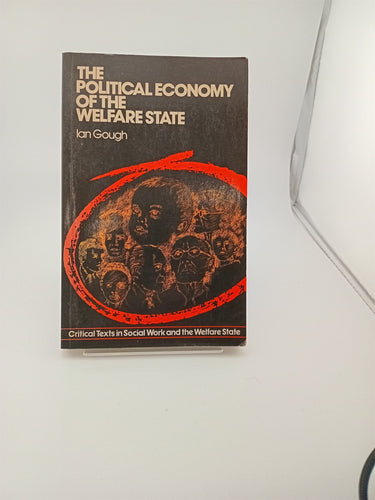 THE
POLITICAL ECONOMY
OF THE
WELFARE STATE
Ian Gough
Critical Texts in Social Work and the Welfare State